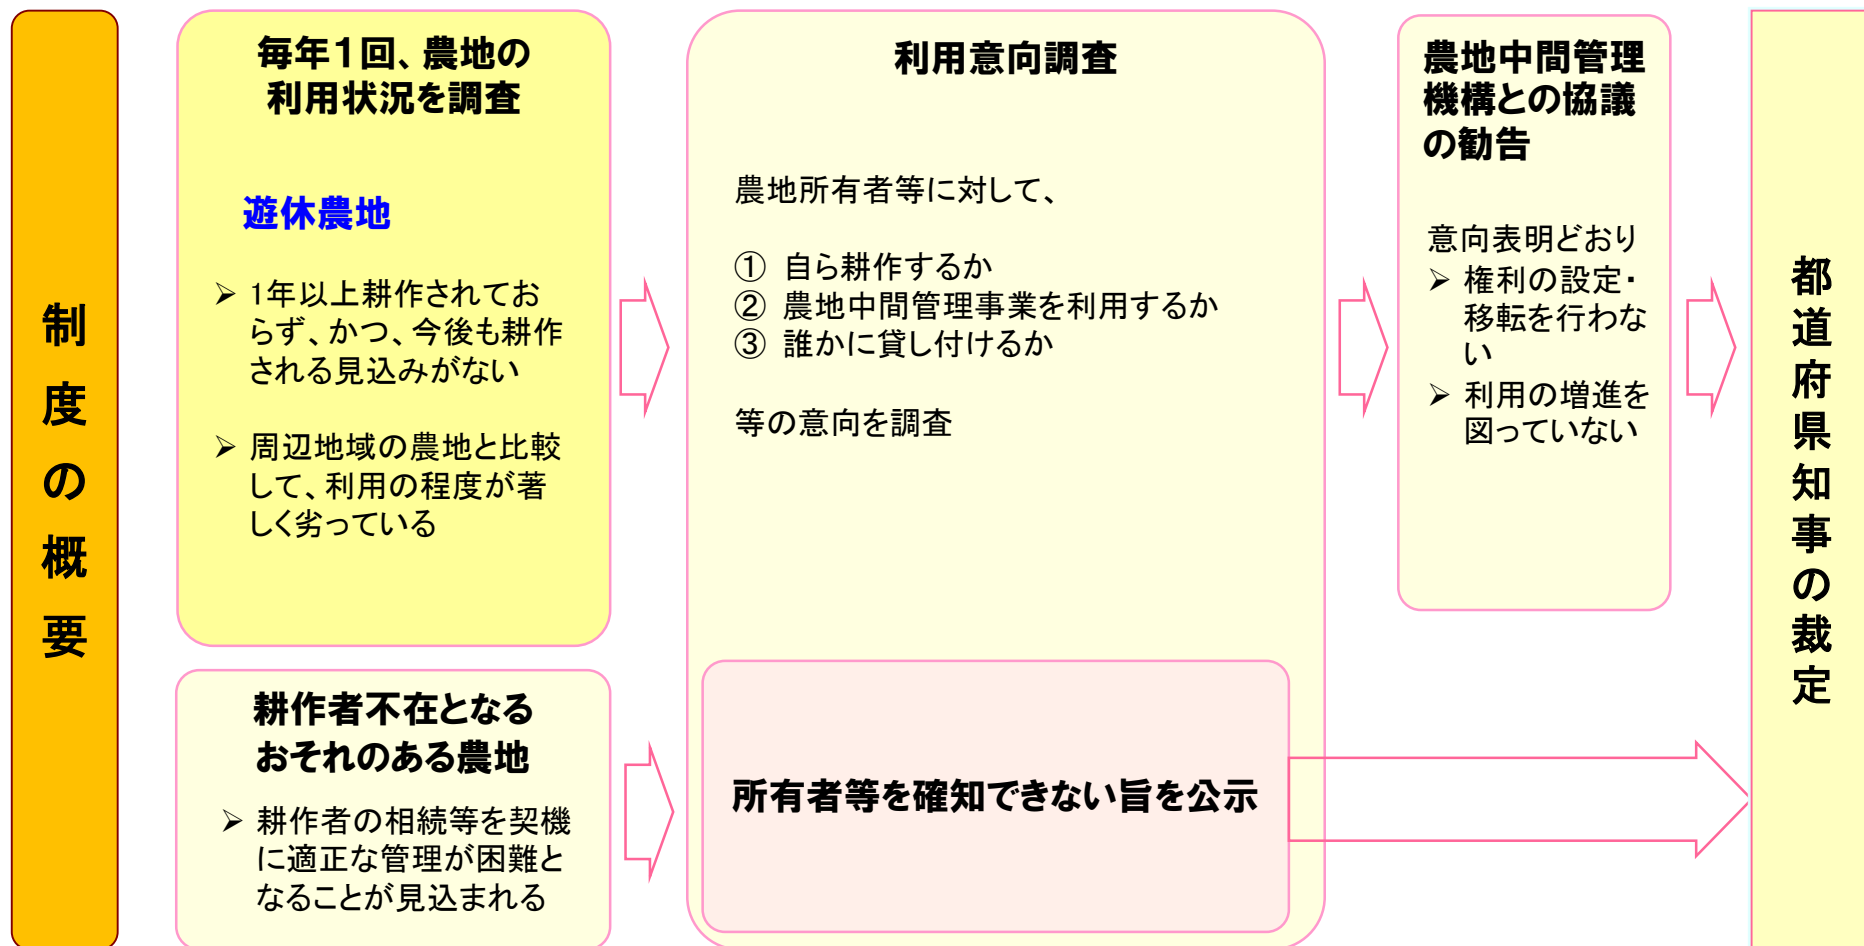 制度の概要
毎年1回、農地の
利用状況を調査
遊休農地
➢ 1年以上耕作されてお
らず、かつ、今後も耕作
される見込みがない
➢ 周辺地域の農地と比較
して、利用の程度が著
しく劣っている
耕作者不在となる
おそれのある農地
➢ 耕作者の相続等を契機
に適正な管理が困難と
なることが見込まれる
利用意向調査
農地所有者等に対して、
① 自ら耕作するか
② 農地中間管理事業を利用するか
③ 誰かに貸し付けるか
等の意向を調査
所有者等を確知できない旨を公示
農地中間管理
機構との協議
の勧告
意向表明どおり
➢ 権利の設定・
移転を行わな
い
➢ 利用の増進を
図っていない
都道府県知事の裁定